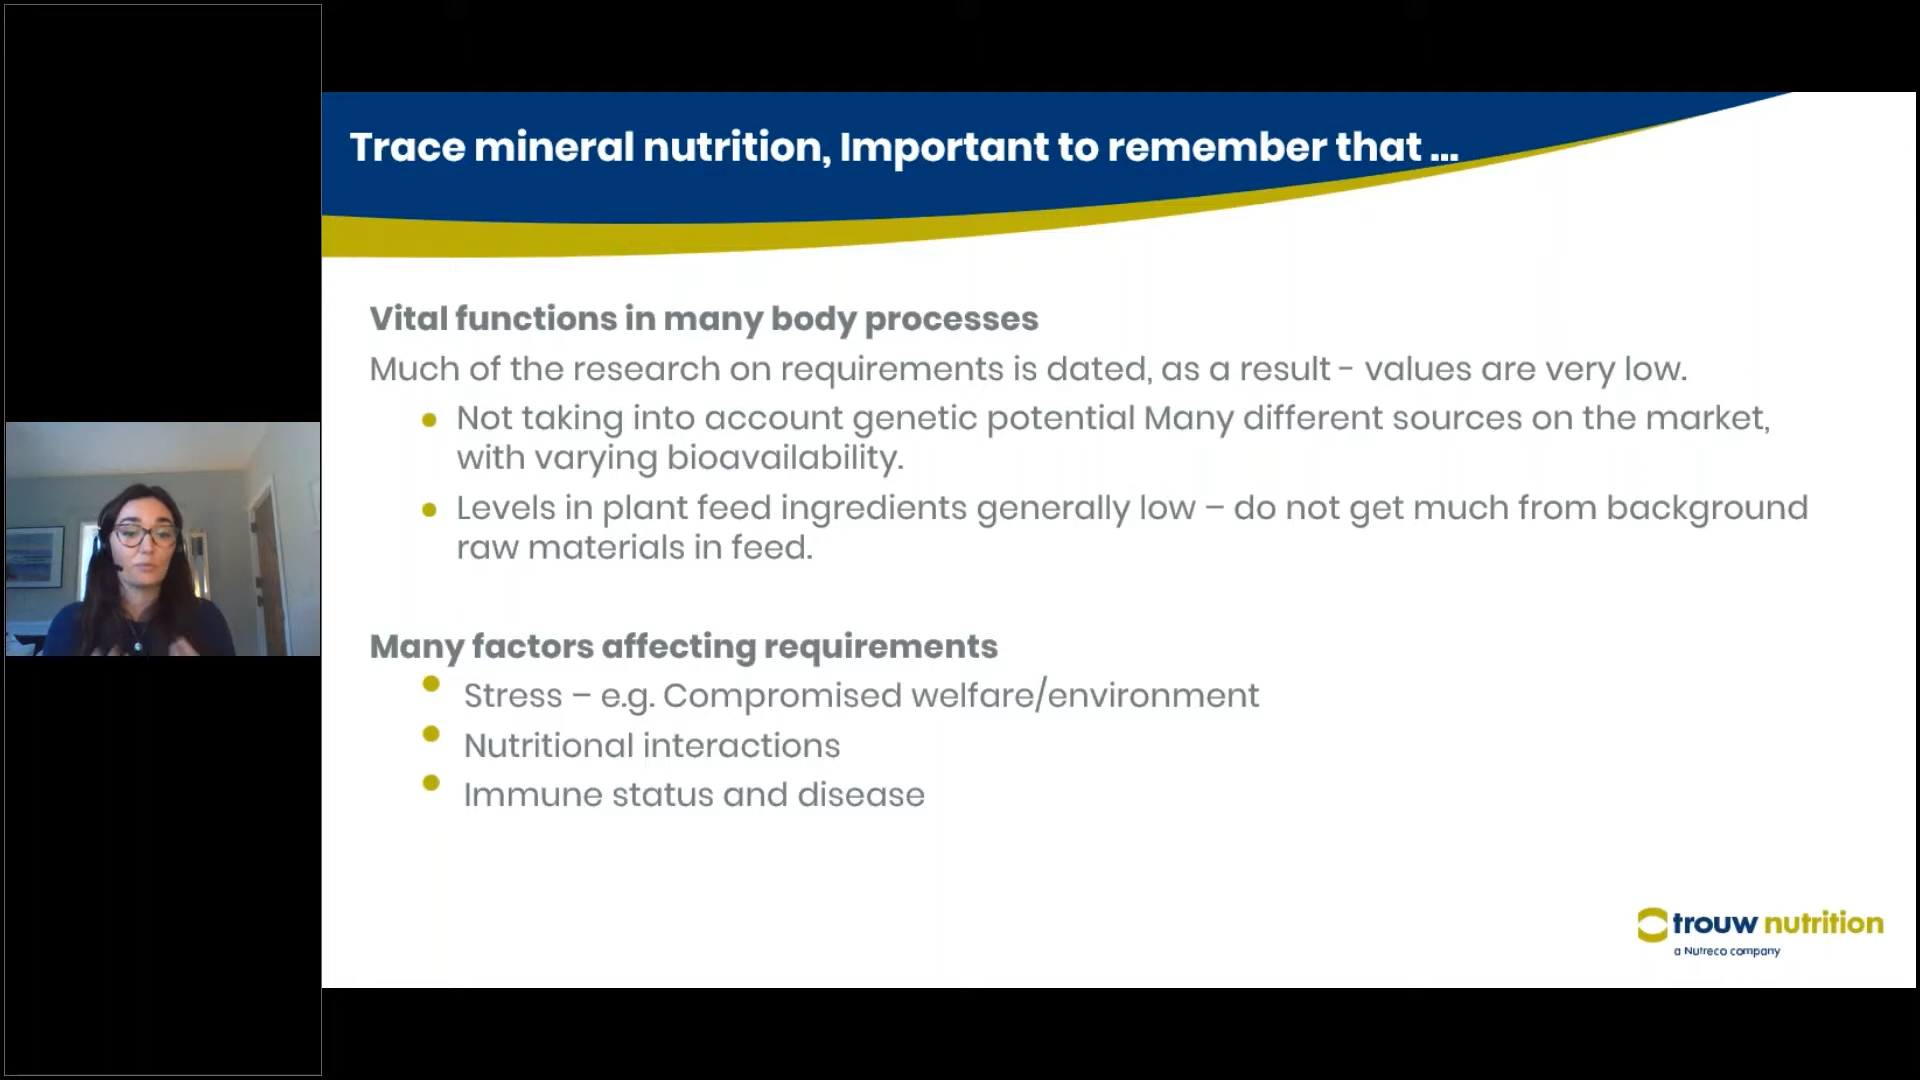 Trace mineral nutrition, Important to remember that ...
Vital functions in many body processes
Much of the research on requirements is dated, as a result - values are very low.
Not taking into account genetic potential Many different sources on the market,
with varying bioavailability.
Levels in plant feed ingredients generally low – do not get much from background
raw materials in feed.
Many factors affecting requirements
Stress – e.g. Compromised welfare/environment
Nutritional interactions
Immune status and disease
trouw nutrition
a Nutreco company